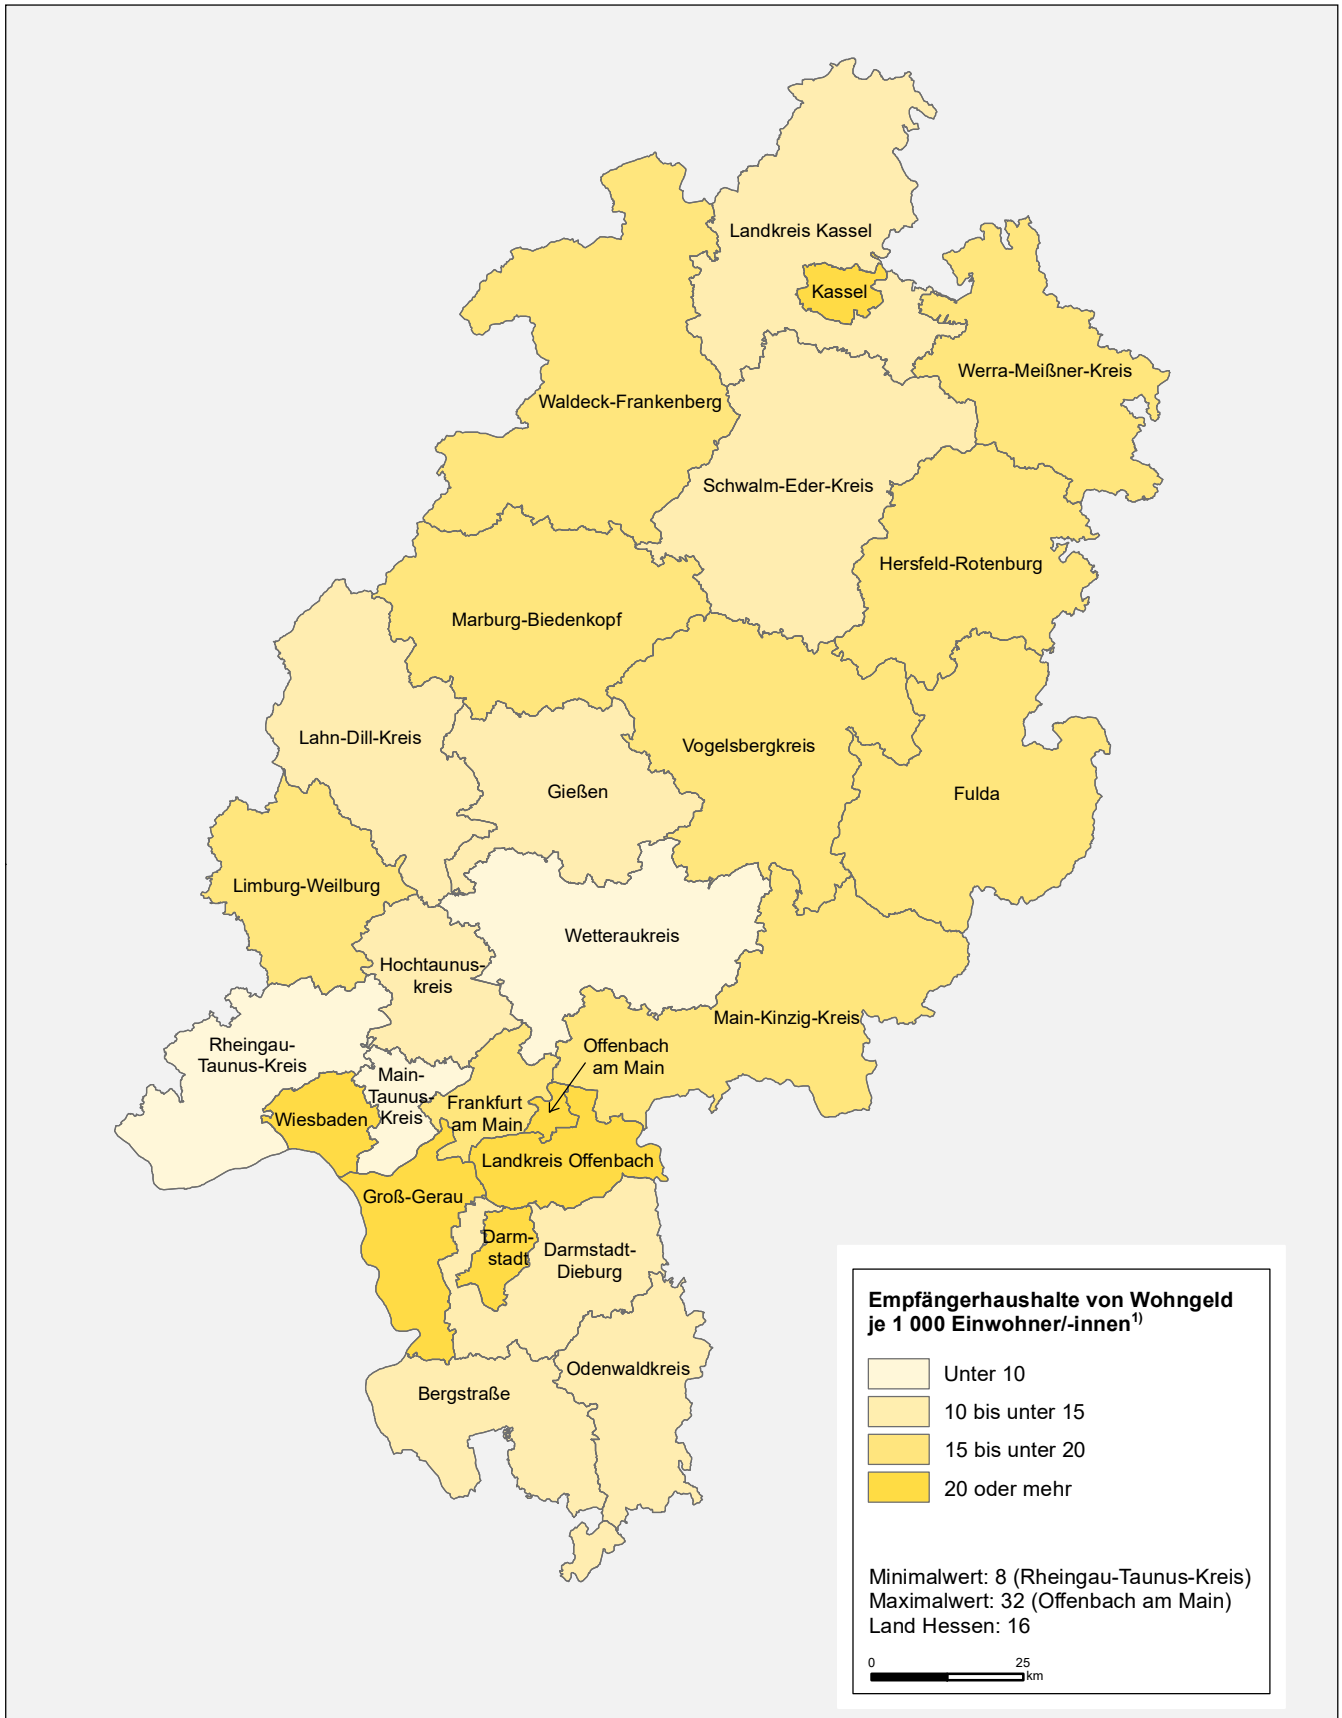 Landkreis Kassel
Kassel
Werra-Meißner-Kreis
Waldeck-Frankenberg
Schwalm-Eder-Kreis
Hersfeld-Rotenburg
Marburg-Biedenkopf
Lahn-Dill-Kreis
Vogelsbergkreis
Gießen
Fulda
Limburg-Weilburg
Wetteraukreis
Hochtaunus-
kreis
Main-Kinzig-Kreis
Rheingau-
Taunus-Kreis
Offenbach
am Main
Main-
Taunus-
Kreis
Frankfurt
am Main
Wiesbaden
Landkreis Offenbach
Groß-Gerau
Darm-
stadt
Darmstadt-
Dieburg
Odenwaldkreis
Bergstraße
Empfängerhaushalte von Wohngeld
je 1 000 Einwohner/-innen1)
Unter 10
10 bis unter 15
15 bis unter 20
20 oder mehr
Minimalwert: 8 (Rheingau-Taunus-Kreis)
Maximalwert: 32 (Offenbach am Main)
Land Hessen: 16
0 25
km